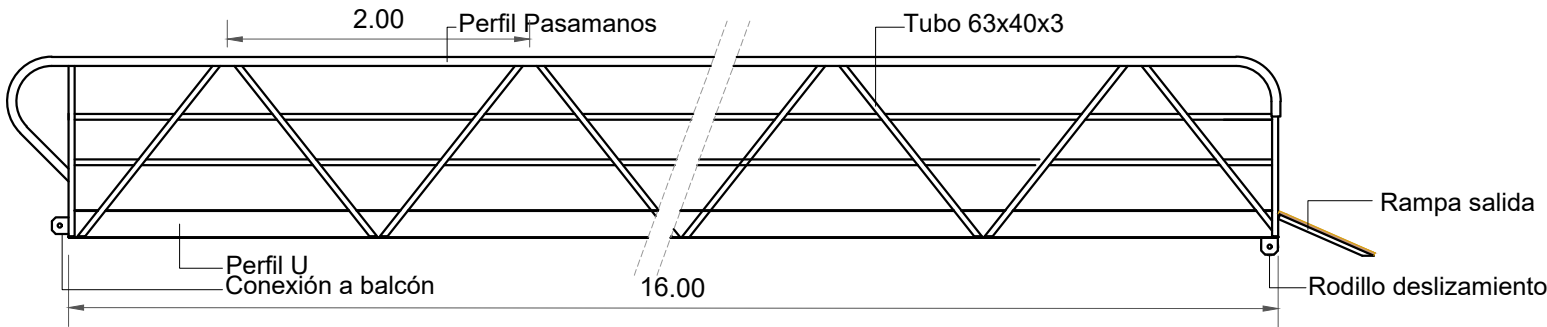 2.00
Perfil Pasamanos
Tubo 63x40x3
Rampa salida
Perfil U
Conexión a balcón
16.00
Rodillo deslizamiento